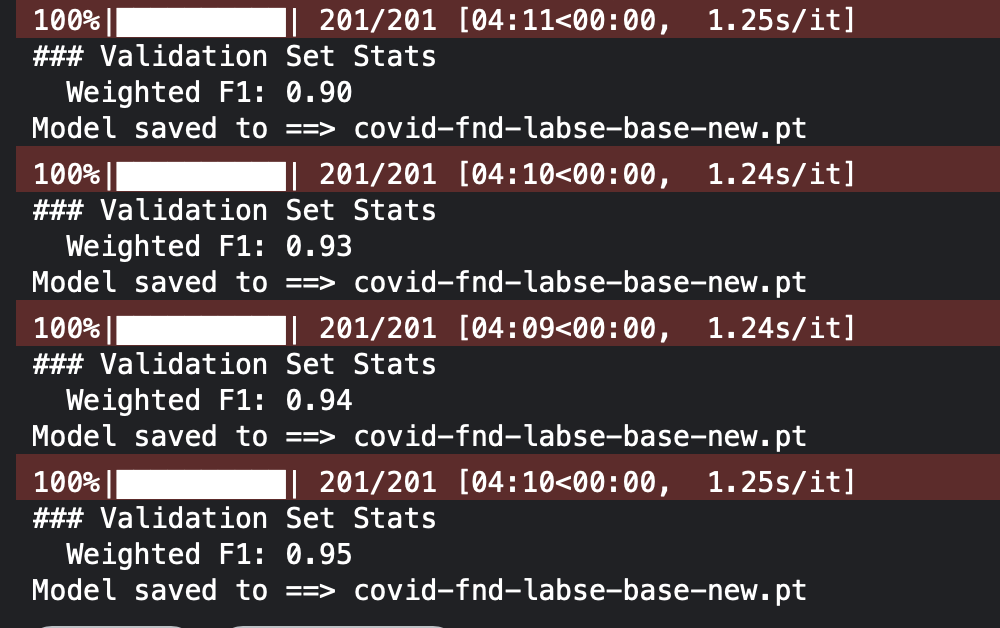 100%|██████████| 201/201 [04:11<00:00,  1.25s/it]
### Validation Set Stats
  Weighted F1: 0.90
Model saved to ==> covid-fnd-labse-base-new.pt
100%|██████████| 201/201 [04:10<00:00,  1.24s/it]
### Validation Set Stats
  Weighted F1: 0.93
Model saved to ==> covid-fnd-labse-base-new.pt
100%|██████████| 201/201 [04:09<00:00,  1.24s/it]
### Validation Set Stats
  Weighted F1: 0.94
Model saved to ==> covid-fnd-labse-base-new.pt
100%|██████████| 201/201 [04:10<00:00,  1.25s/it]
### Validation Set Stats
  Weighted F1: 0.95
Model saved to ==> covid-fnd-labse-base-new.pt